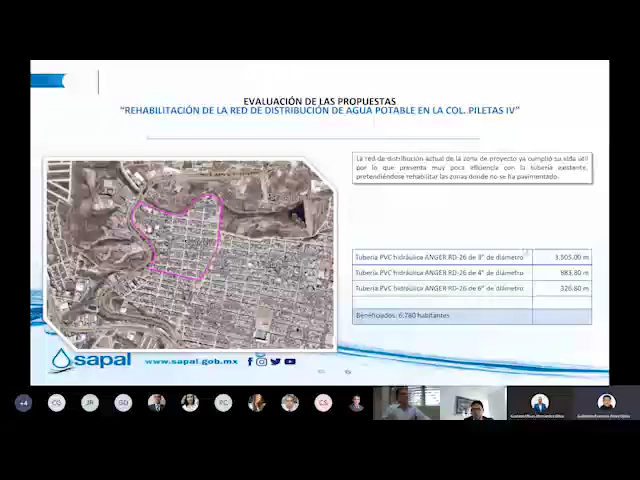 EVALUACIÓN DE LAS PROPUESTAS
"REHABILITACIÓN DE LA RED DE DISTRIBUCIÓN DE AGUA POTABLE EN LA COL. PILETAS IV"
La red de distribución actual de la zona de proyecto ya cumplió su vida útil
por lo que presenta muy poca eficiencia con la tubería existente,
pretendiéndose rehabilitar las zonas donde no se ha pavimentado.
Tubería PVC hidráulica ANGER RD-26 de 3" de diámetro 3,505.00 m
Tubería PVC hidráulica ANGER RD-26 de 4" de diámetro 883.80 m
Tubería PVC hidráulica ANGER RD-26 de 6" de diámetro 326.80 m
Beneficiados: 6,780 habitantes
sapal
www.sapal.gob.mx
+4 CG JR GD PC CS